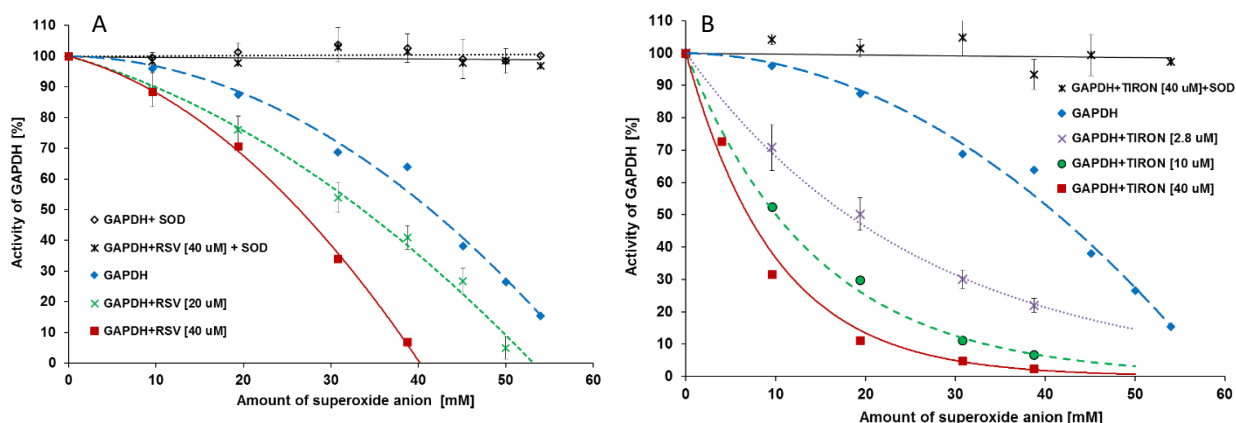 A
110
100
90
80
70
60
50
40
30
20
10
0
Activity of GAPDH [%]
GAPDH+ SOD
GAPDH+RSV [40 uM] + SOD
GAPDH
GAPDH+RSV [20 uM]
GAPDH+RSV [40 uM]
0 10 20 30 40 50 60
Amount of superoxide anion [mM]
B
110
100
90
80
70
60
50
40
30
20
10
0
Activity of GAPDH [%]
GAPDH+TIRON [40 uM]+SOD
GAPDH
GAPDH+TIRON [2.8 uM]
GAPDH+TIRON [10 uM]
GAPDH+TIRON [40 uM]
0 10 20 30 40 50 60
Amount of superoxide anion [mM]